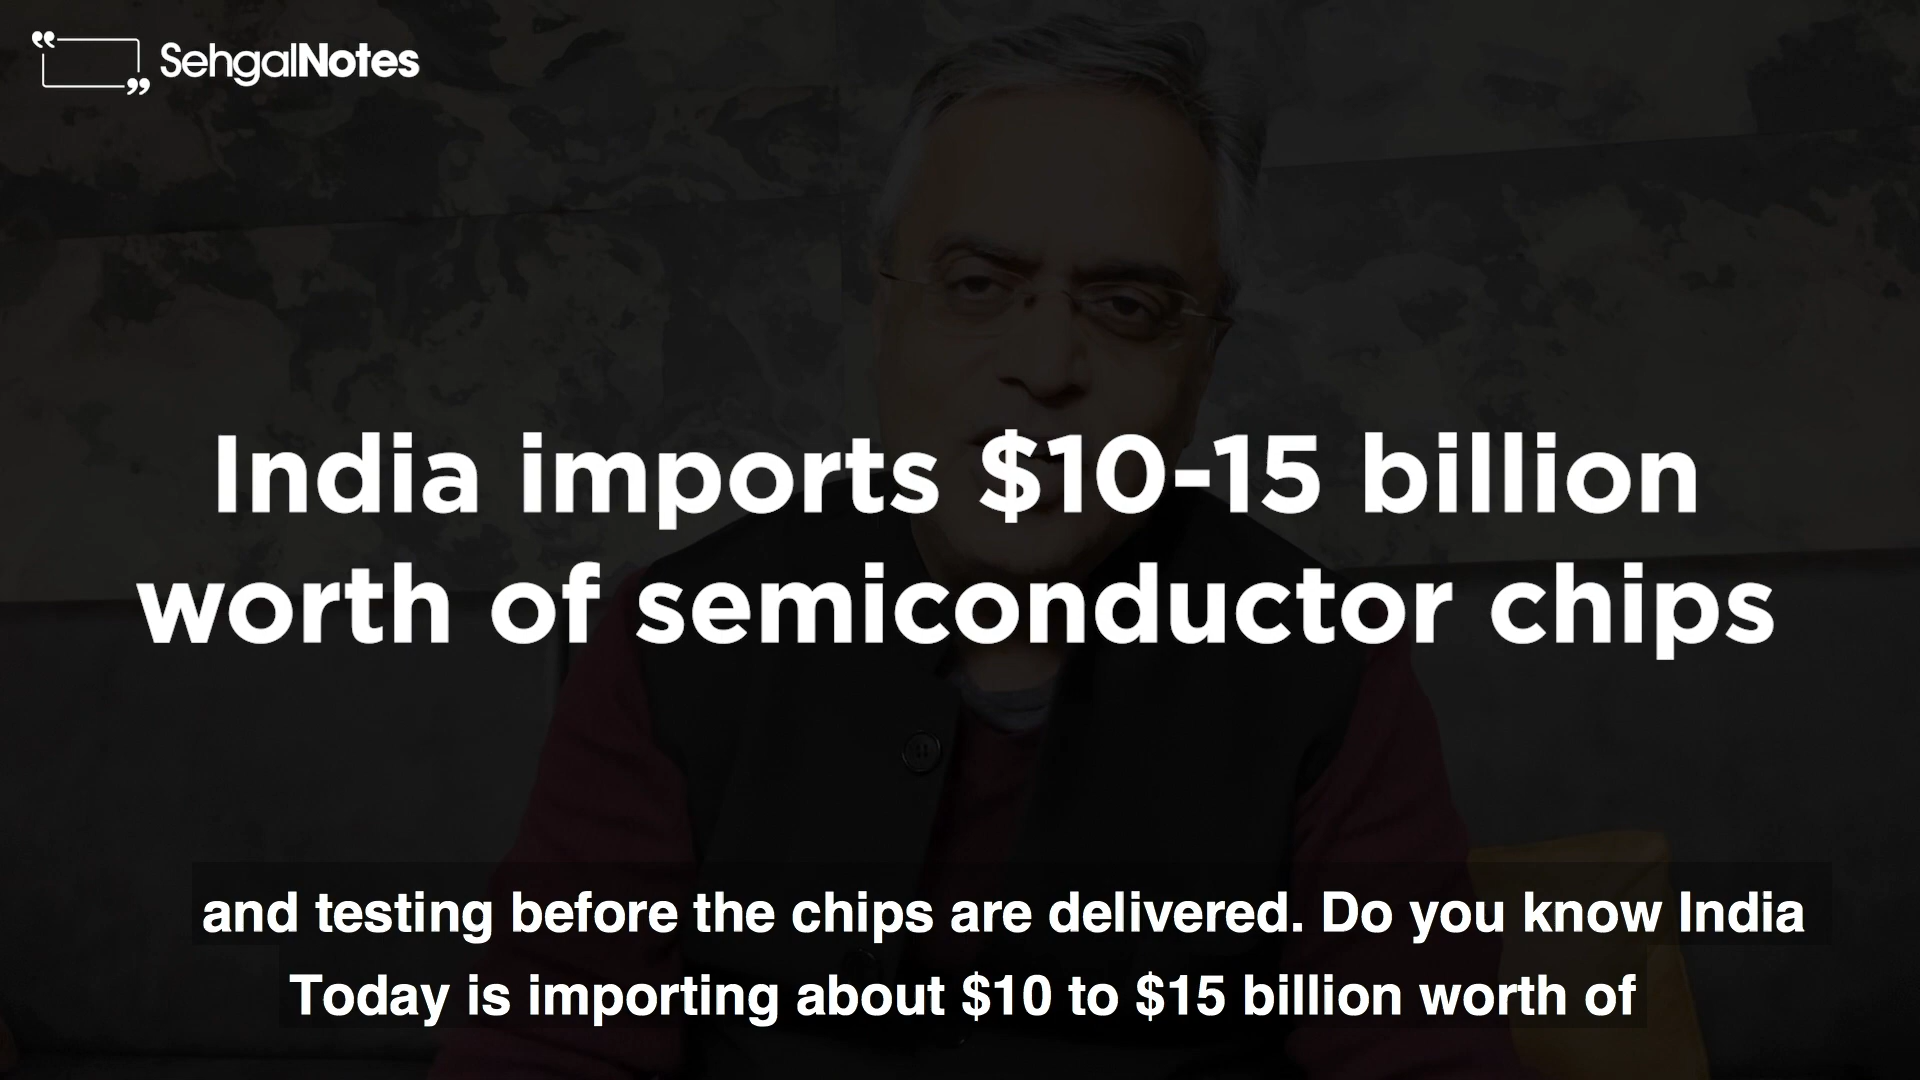 SehgalNotes
India imports $10-15 billion
worth of semiconductor chips
and testing before the chips are delivered. Do you know India
Today is importing about $10 to $15 billion worth of